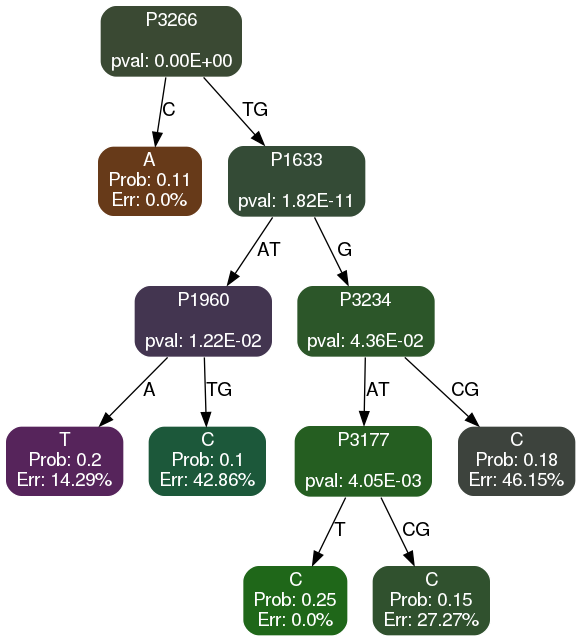 P3266
pval: 0.00E+00
C
TG
A
Prob: 0.11
Err: 0.0%
P1633
pval: 1.82E-11
AT
G
P1960
pval: 1.22E-02
P3234
pval: 4.36E-02
A
TG
AT
CG
T
Prob: 0.2
Err: 14.29%
C
Prob: 0.1
Err: 42.86%
P3177
pval: 4.05E-03
C
Prob: 0.18
Err: 46.15%
T
CG
C
Prob: 0.25
Err: 0.0%
C
Prob: 0.15
Err: 27.27%